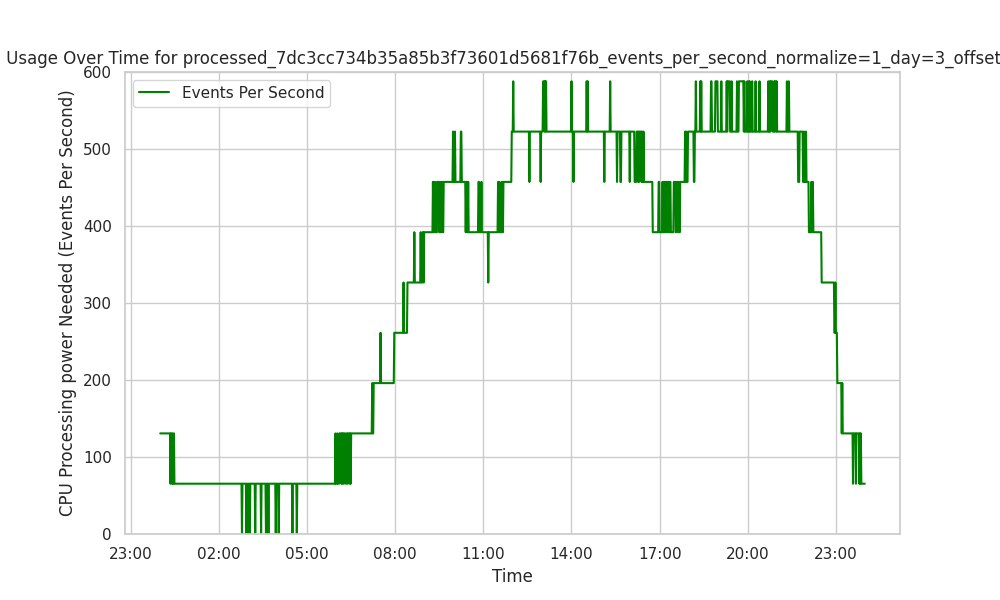 Usage Over Time for processed_7dc3cc734b35a85b3f73601d5681f76b_events_per_second_normalize=1_day=3_offset
Events Per Second
CPU Processing power Needed (Events Per Second)
600
500
400
300
200
100
0
23:00 02:00 05:00 08:00 11:00 14:00 17:00 20:00 23:00
Time